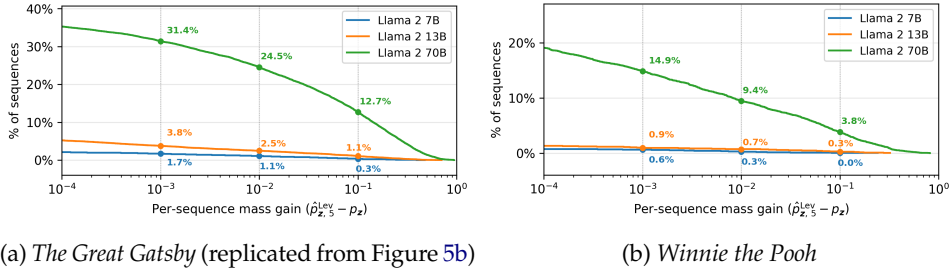 40%
30%
20%
10%
0%
% of sequences
31.4%
24.5%
12.7%
3.8%
2.5%
1.1%
1.7%
1.1%
0.3%
Llama 2 7B
Llama 2 13B
Llama 2 70B
10⁻⁴ 10⁻³ 10⁻² 10⁻¹ 10⁰
Per-sequence mass gain (p̂ᴸᵉᵛ_z, 5 − p_z)
(a) The Great Gatsby (replicated from Figure 5b)
20%
10%
0%
% of sequences
14.9%
9.4%
3.8%
0.9%
0.7%
0.3%
0.6%
0.3%
0.0%
Llama 2 7B
Llama 2 13B
Llama 2 70B
10⁻⁴ 10⁻³ 10⁻² 10⁻¹ 10⁰
Per-sequence mass gain (p̂ᴸᵉᵛ_z, 5 − p_z)
(b) Winnie the Pooh